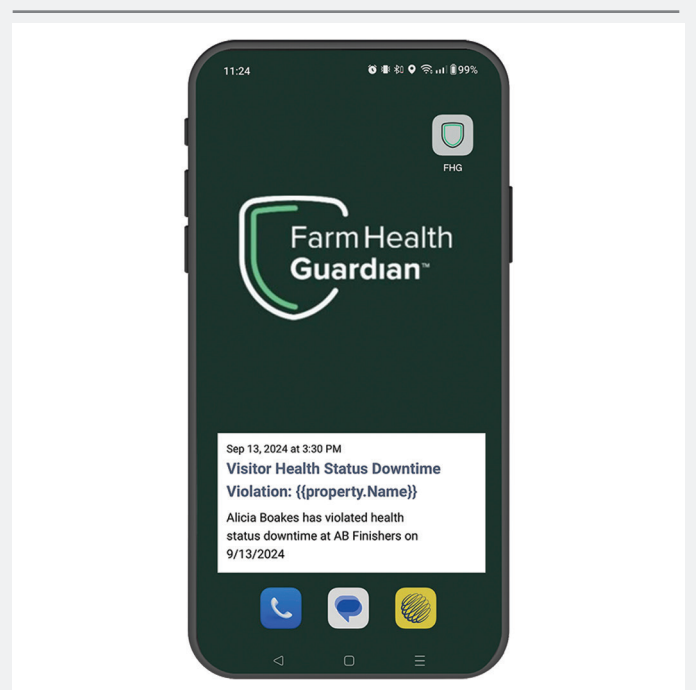 11:24
99%
FHG
Farm Health
Guardian™
Sep 13, 2024 at 3:30 PM
Visitor Health Status Downtime
Violation: {{property.Name}}
Alicia Boakes has violated health
status downtime at AB Finishers on
9/13/2024